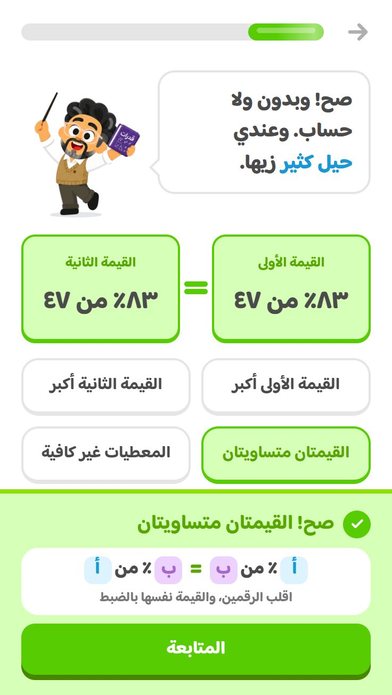 صح! وبدون ولا
حساب. وعندي
حيل كثير زيها.
قدرات
القيمة الأولى
٨٣٪ من ٤٧
=
القيمة الثانية
٨٣٪ من ٤٧
القيمة الأولى أكبر
القيمة الثانية أكبر
القيمتان متساويتان
المعطيات غير كافية
صح! القيمتان متساويتان
أ ٪ من ب = ب ٪ من أ
اقلب الرقمين، والقيمة نفسها بالضبط
المتابعة